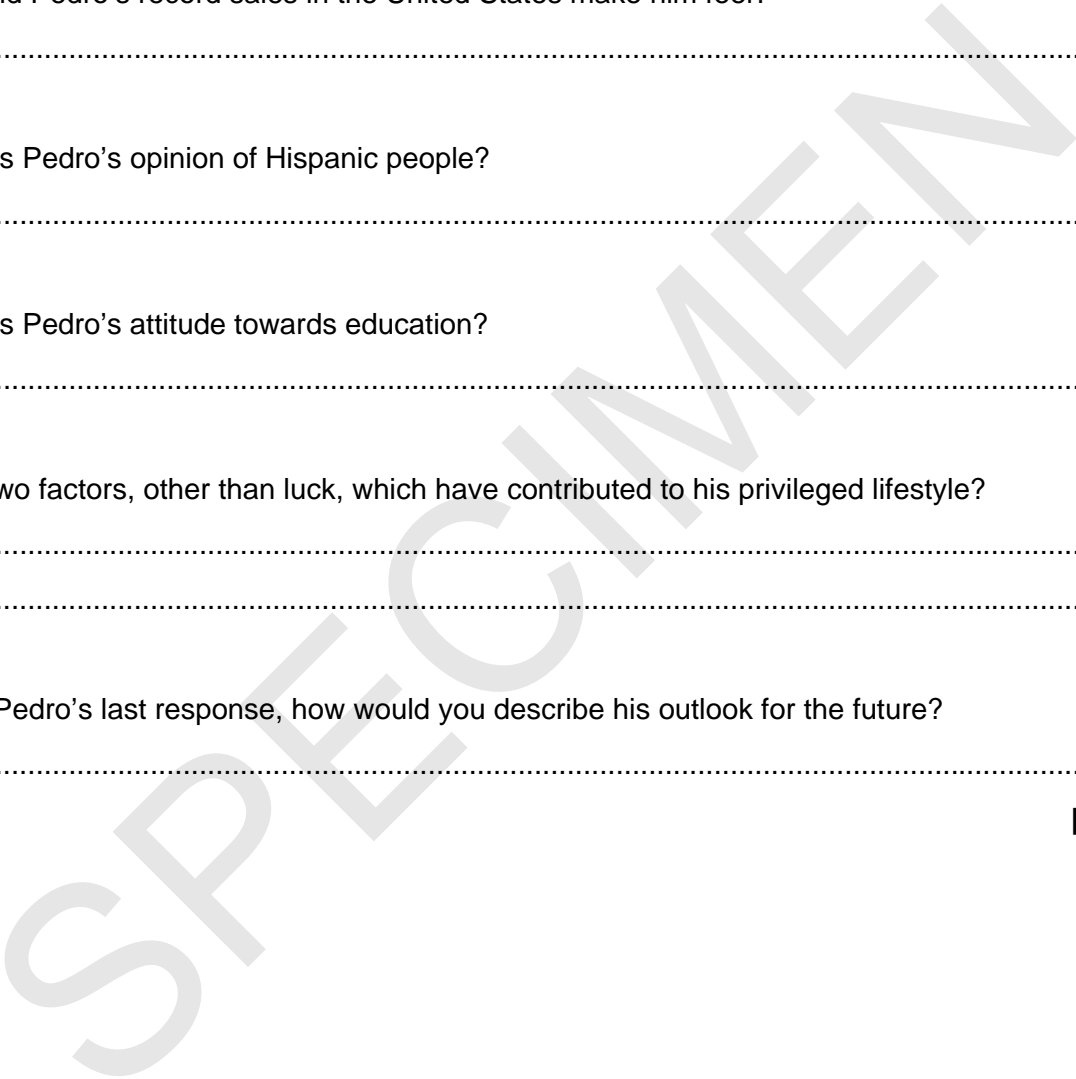 Pedro's record sales in the United States make him feel?
................................................................
s Pedro's opinion of Hispanic people?
................................................................
s Pedro's attitude towards education?
................................................................
wo factors, other than luck, which have contributed to his privileged lifestyle?
................................................................
................................................................
Pedro's last response, how would you describe his outlook for the future?
................................................................
SPECIMEN